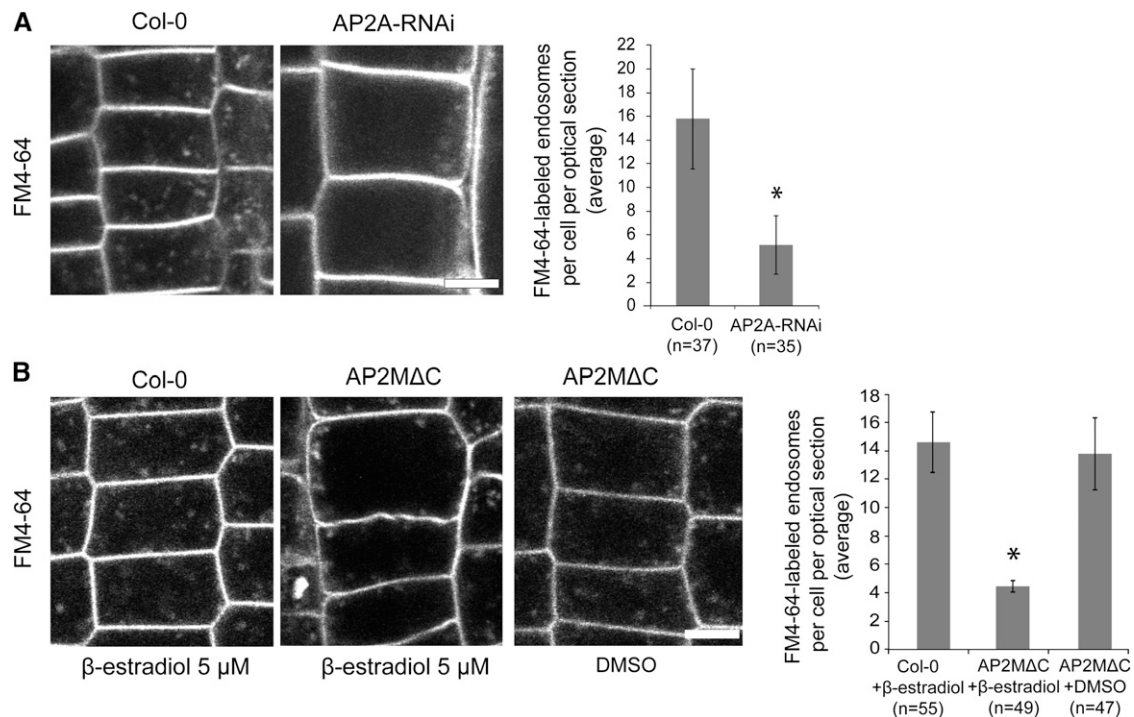 A
Col-0
AP2A-RNAi
FM4-64
FM4-64-labeled endosomes
per cell per optical section
(average)
22
20
18
16
14
12
10
8
6
4
2
0
*
Col-0
(n=37)
AP2A-RNAi
(n=35)
B
Col-0
AP2MΔC
AP2MΔC
FM4-64
β-estradiol 5 μM
β-estradiol 5 μM
DMSO
FM4-64-labeled endosomes
per cell per optical section
(average)
18
16
14
12
10
8
6
4
2
0
*
Col-0
+β-estradiol
(n=55)
AP2MΔC
+β-estradiol
(n=49)
AP2MΔC
+DMSO
(n=47)